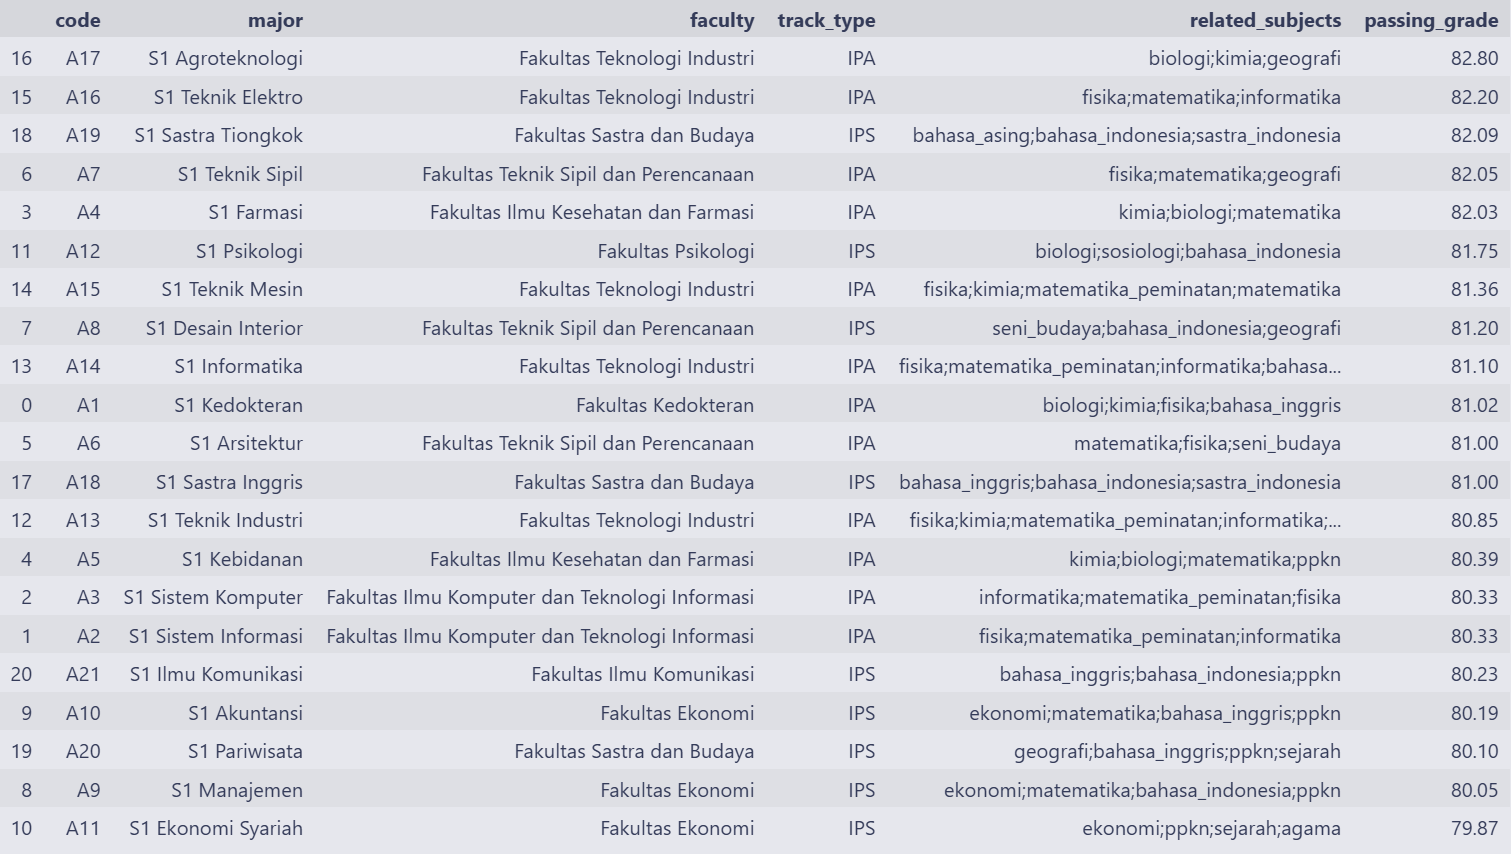 code major faculty track_type related_subjects passing_grade
16 A17 S1 Agroteknologi Fakultas Teknologi Industri IPA biologi;kimia;geografi 82.80
15 A16 S1 Teknik Elektro Fakultas Teknologi Industri IPA fisika;matematika;informatika 82.20
18 A19 S1 Sastra Tiongkok Fakultas Sastra dan Budaya IPS bahasa_asing;bahasa_indonesia;sastra_indonesia 82.09
6 A7 S1 Teknik Sipil Fakultas Teknik Sipil dan Perencanaan IPA fisika;matematika;geografi 82.05
3 A4 S1 Farmasi Fakultas Ilmu Kesehatan dan Farmasi IPA kimia;biologi;matematika 82.03
11 A12 S1 Psikologi Fakultas Psikologi IPS biologi;sosiologi;bahasa_indonesia 81.75
14 A15 S1 Teknik Mesin Fakultas Teknologi Industri IPA fisika;kimia;matematika_peminatan;matematika 81.36
7 A8 S1 Desain Interior Fakultas Teknik Sipil dan Perencanaan IPS seni_budaya;bahasa_indonesia;geografi 81.20
13 A14 S1 Informatika Fakultas Teknologi Industri IPA fisika;matematika_peminatan;informatika;bahasa... 81.10
0 A1 S1 Kedokteran Fakultas Kedokteran IPA biologi;kimia;fisika;bahasa_inggris 81.02
5 A6 S1 Arsitektur Fakultas Teknik Sipil dan Perencanaan IPA matematika;fisika;seni_budaya 81.00
17 A18 S1 Sastra Inggris Fakultas Sastra dan Budaya IPS bahasa_inggris;bahasa_indonesia;sastra_indonesia 81.00
12 A13 S1 Teknik Industri Fakultas Teknologi Industri IPA fisika;kimia;matematika_peminatan;informatika;... 80.85
4 A5 S1 Kebidanan Fakultas Ilmu Kesehatan dan Farmasi IPA kimia;biologi;matematika;ppkn 80.39
2 A3 S1 Sistem Komputer Fakultas Ilmu Komputer dan Teknologi Informasi IPA informatika;matematika_peminatan;fisika 80.33
1 A2 S1 Sistem Informasi Fakultas Ilmu Komputer dan Teknologi Informasi IPA fisika;matematika_peminatan;informatika 80.33
20 A21 S1 Ilmu Komunikasi Fakultas Ilmu Komunikasi IPS bahasa_inggris;bahasa_indonesia;ppkn 80.23
9 A10 S1 Akuntansi Fakultas Ekonomi IPS ekonomi;matematika;bahasa_inggris;ppkn 80.19
19 A20 S1 Pariwisata Fakultas Sastra dan Budaya IPS geografi;bahasa_inggris;ppkn;sejarah 80.10
8 A9 S1 Manajemen Fakultas Ekonomi IPS ekonomi;matematika;bahasa_indonesia;ppkn 80.05
10 A11 S1 Ekonomi Syariah Fakultas Ekonomi IPS ekonomi;ppkn;sejarah;agama 79.87